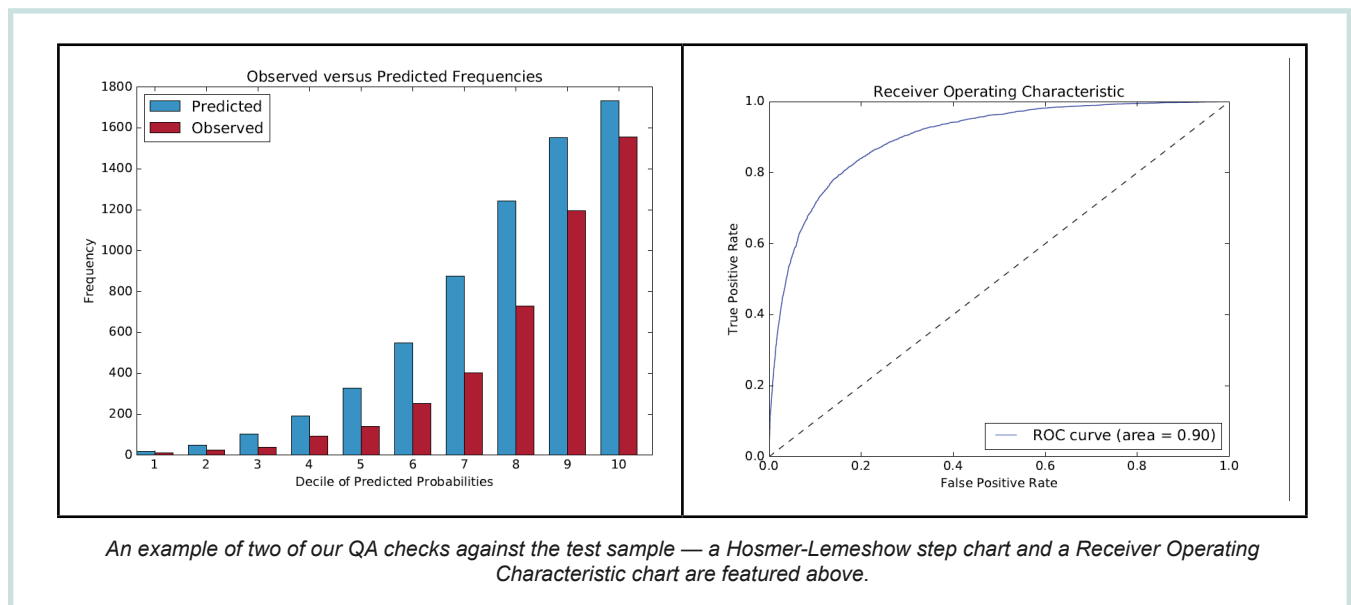 Observed versus Predicted Frequencies
1800
1600
1400
1200
1000
800
600
400
200
0
Frequency
Predicted
Observed
1 2 3 4 5 6 7 8 9 10
Decile of Predicted Probabilities
Receiver Operating Characteristic
1.0
0.8
0.6
0.4
0.2
0.0
True Positive Rate
ROC curve (area = 0.90)
0.0 0.2 0.4 0.6 0.8 1.0
False Positive Rate
An example of two of our QA checks against the test sample — a Hosmer-Lemeshow step chart and a Receiver Operating
Characteristic chart are featured above.